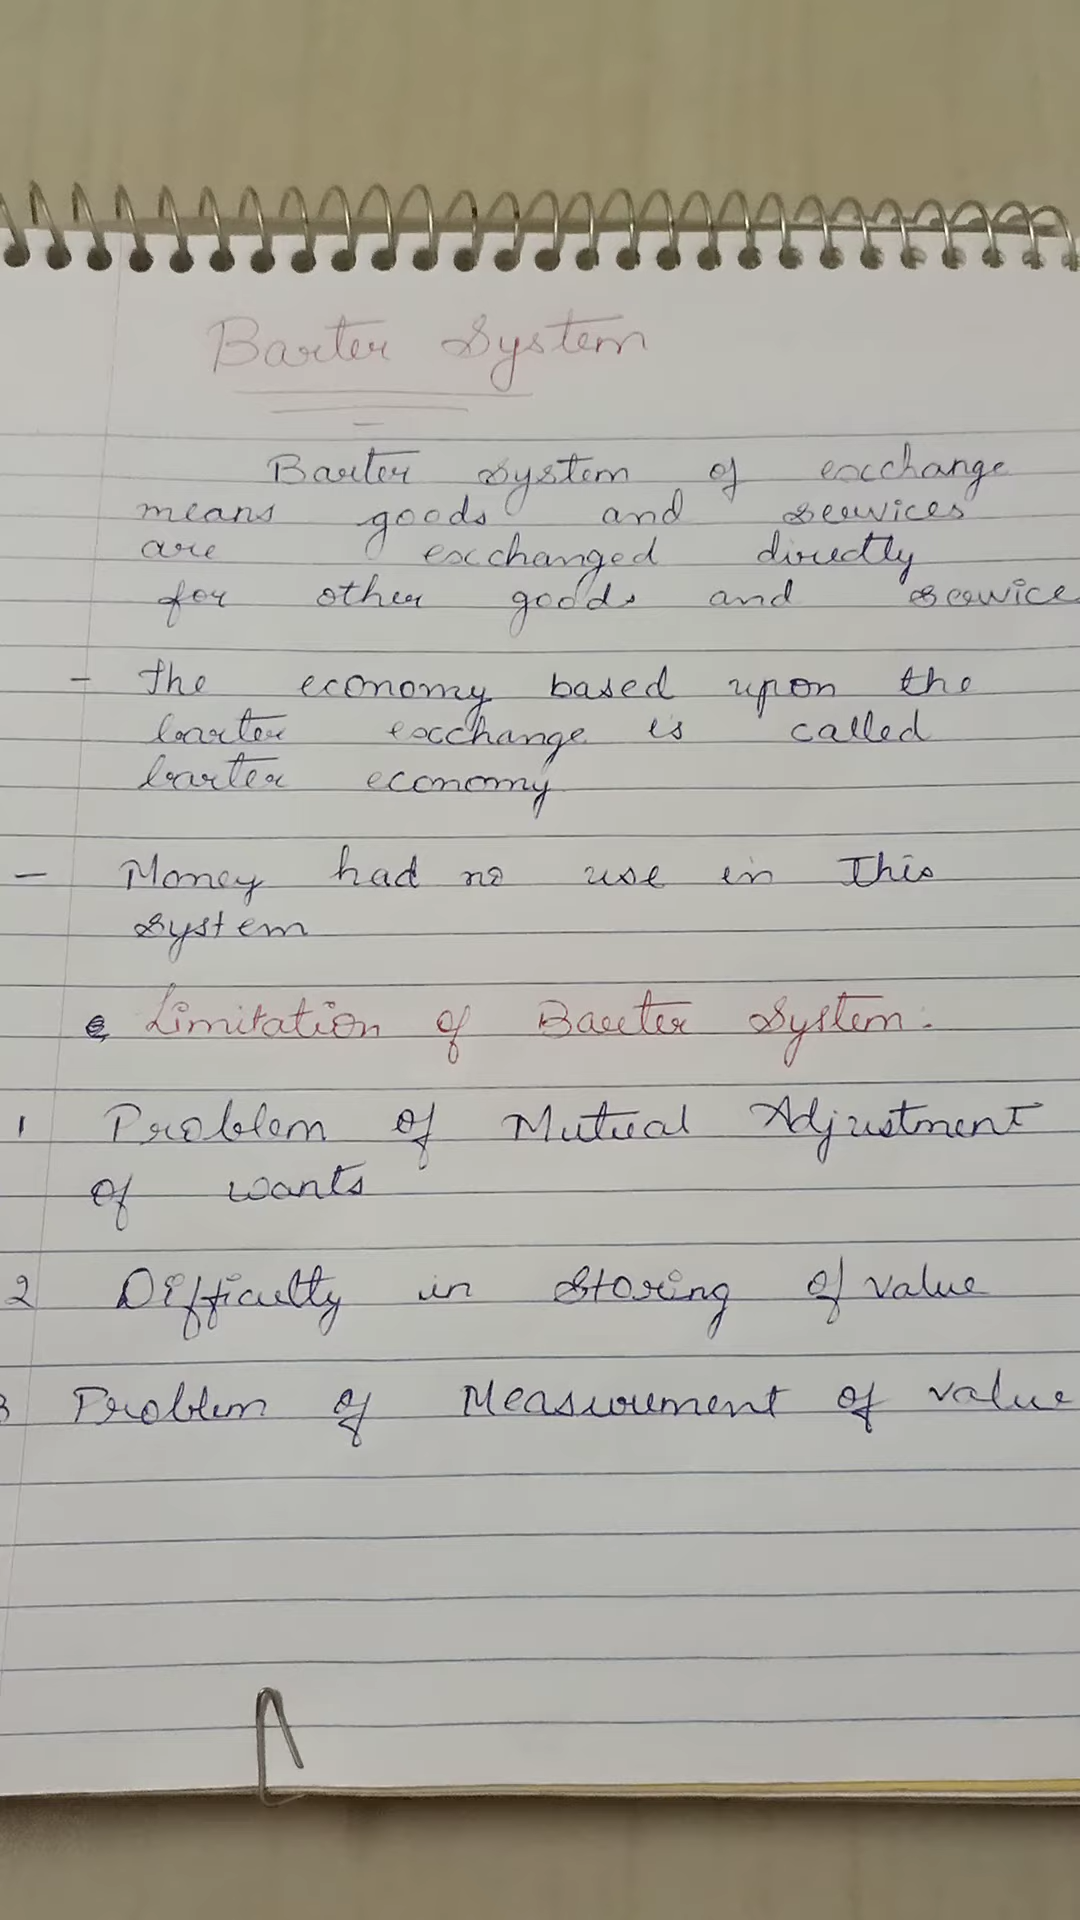 Barter System
Barter system of exchange
means goods and services
are exchanged directly
for other goods and service
- The economy based upon the
barter exchange is called
barter economy
- Money had no use in This
system
Limitation of Barter System.
1 Problem of Mutual Adjustment
of wants
2 Difficulty in Storing of value
3 Problem of Measurement of value